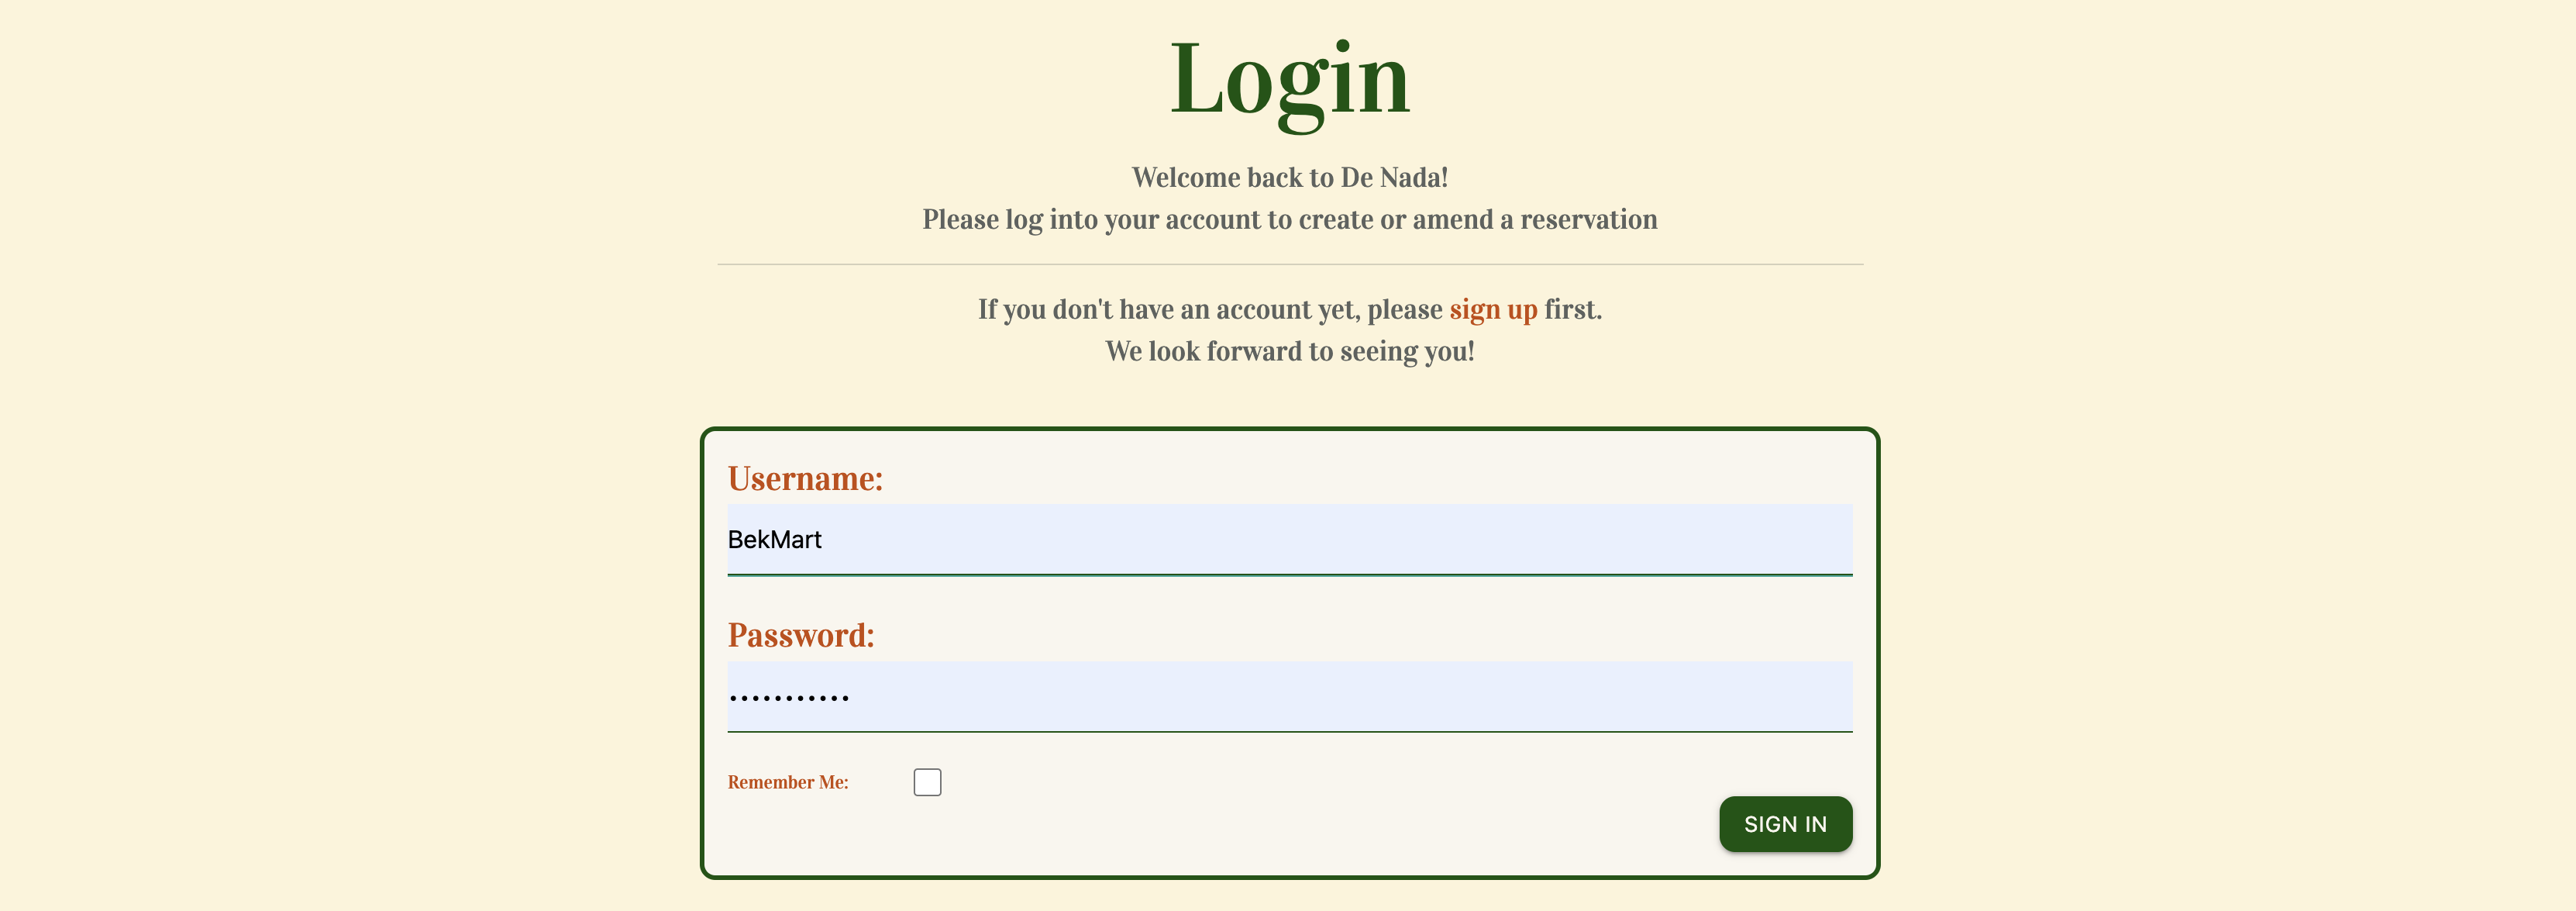 Login
Welcome back to De Nada!
Please log into your account to create or amend a reservation
If you don't have an account yet, please sign up first.
We look forward to seeing you!
Username:
BekMart
Password:
...........
Remember Me:
SIGN IN